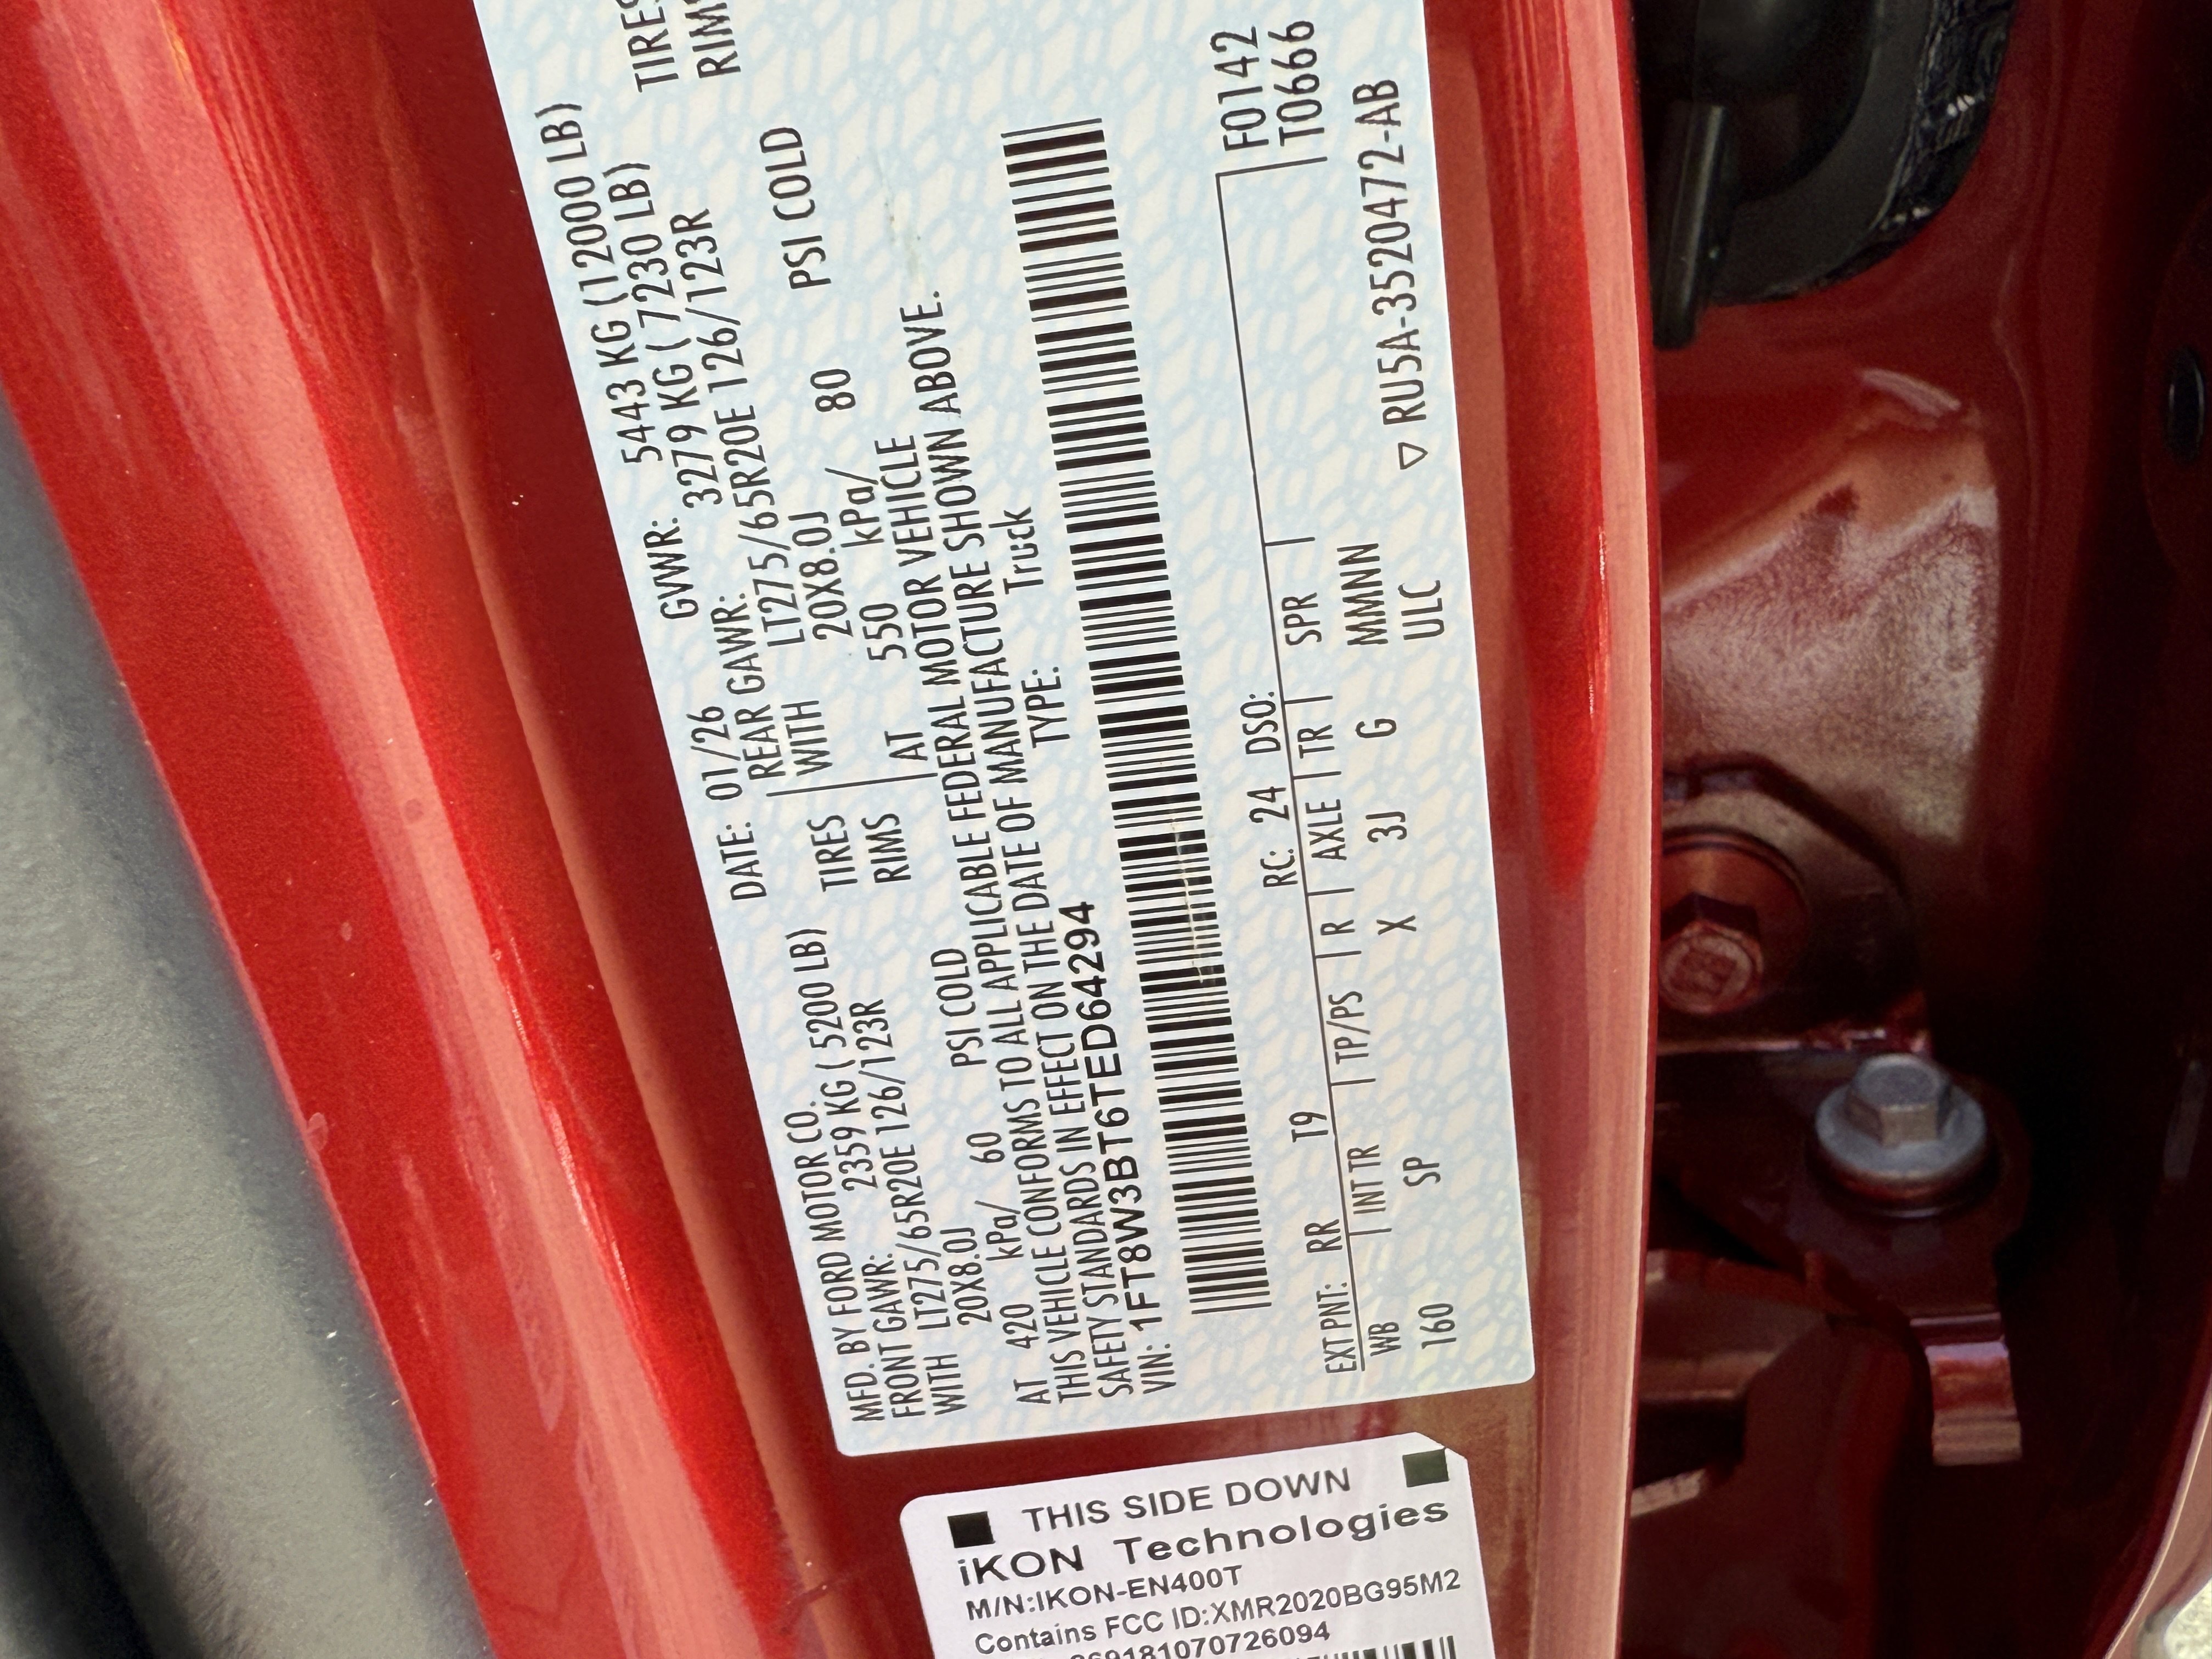 MFD. BY FORD MOTOR CO. DATE: 01/26 GVWR: 5443 KG (12000 LB)
FRONT GAWR: 2359 KG ( 5200 LB) REAR GAWR: 3279 KG ( 7230 LB)
WITH LT275/65R20E 126/123R TIRES WITH LT275/65R20E 126/123R TIRES
20X8.0J RIMS 20X8.0J RIM
AT 420 kPa/ 60 PSI COLD AT 550 kPa/ 80 PSI COLD
THIS VEHICLE CONFORMS TO ALL APPLICABLE FEDERAL MOTOR VEHICLE
SAFETY STANDARDS IN EFFECT ON THE DATE OF MANUFACTURE SHOWN ABOVE.
VIN: 1FT8W3BT6TED64294 TYPE: Truck
EXT PNT: RR T9 RC: 24 DSO: F0142
WB INT TR TP/PS R AXLE TR SPR T0666
160 SP X 3J G MMMNN
ULC ▽ RU5A-3520472-AB
THIS SIDE DOWN
iKON Technologies
M/N:IKON-EN400T
Contains FCC ID:XMR2020BG95M2
869181070726094